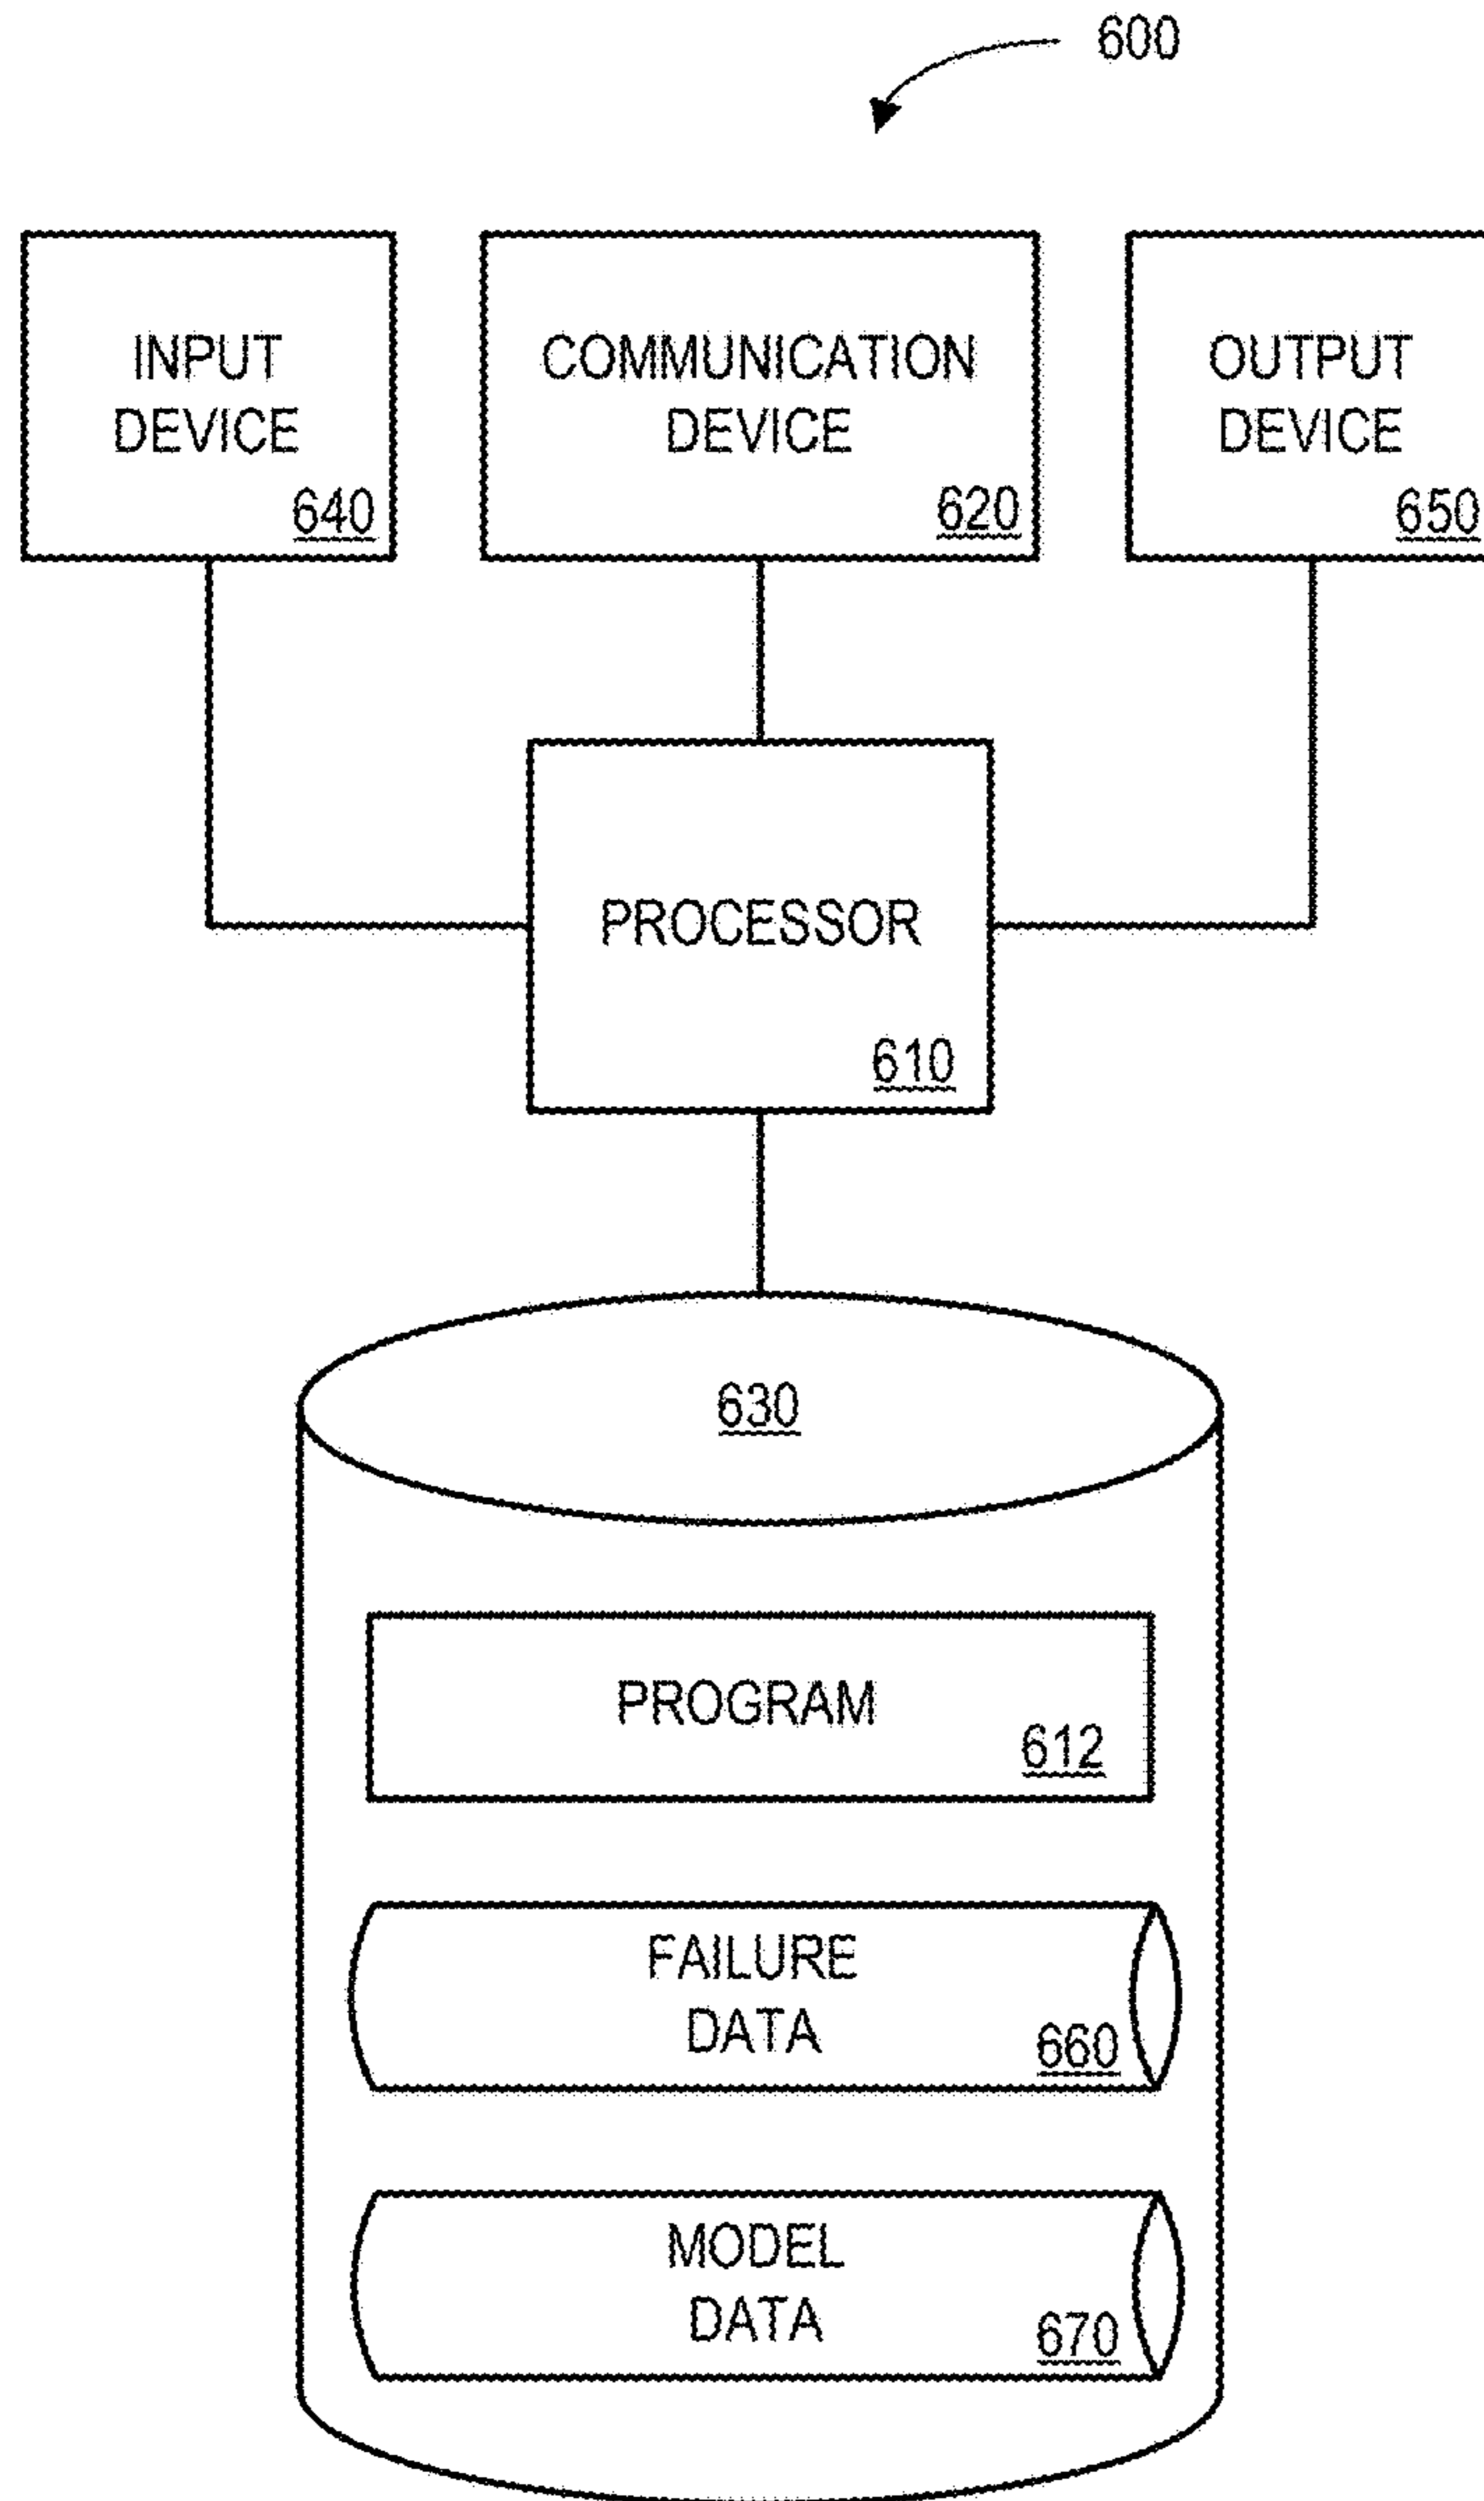 600
INPUT
DEVICE
640
COMMUNICATION
DEVICE
620
OUTPUT
DEVICE
650
PROCESSOR
610
630
PROGRAM
612
FAILURE
DATA
660
MODEL
DATA
670